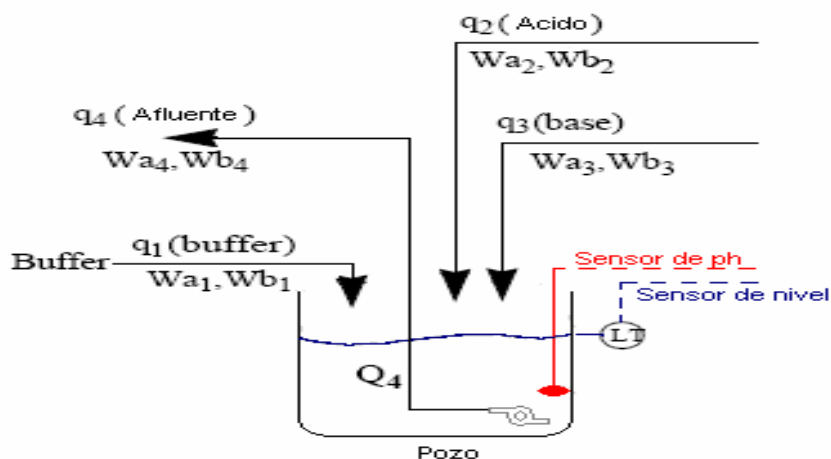 q2(Acido)
Wa2,Wb2
q4(Afluente)
Wa4,Wb4
q3(base)
Wa3,Wb3
Buffer
q1(buffer)
Wa1,Wb1
Sensor de ph
Sensor de nivel
LT
Q4
Pozo